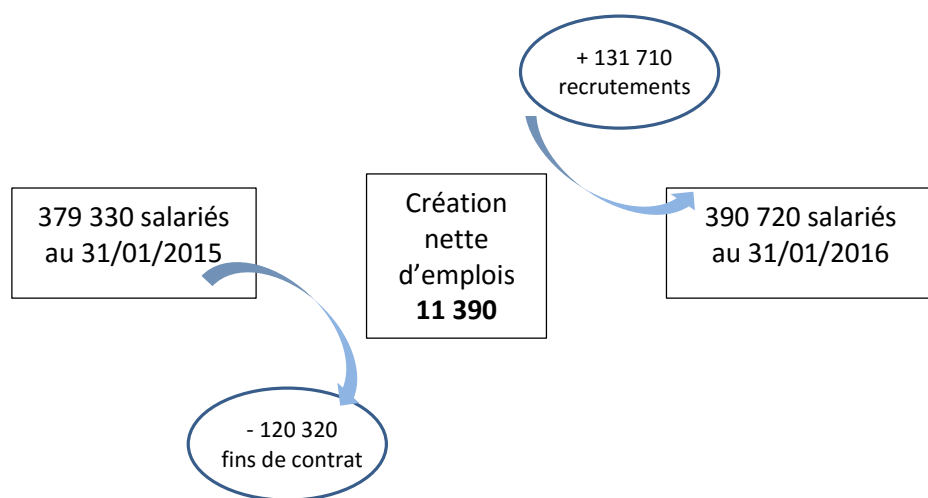 + 131 710
recrutements
379 330 salariés
au 31/01/2015
Création
nette
d’emplois
11 390
390 720 salariés
au 31/01/2016
- 120 320
fins de contrat